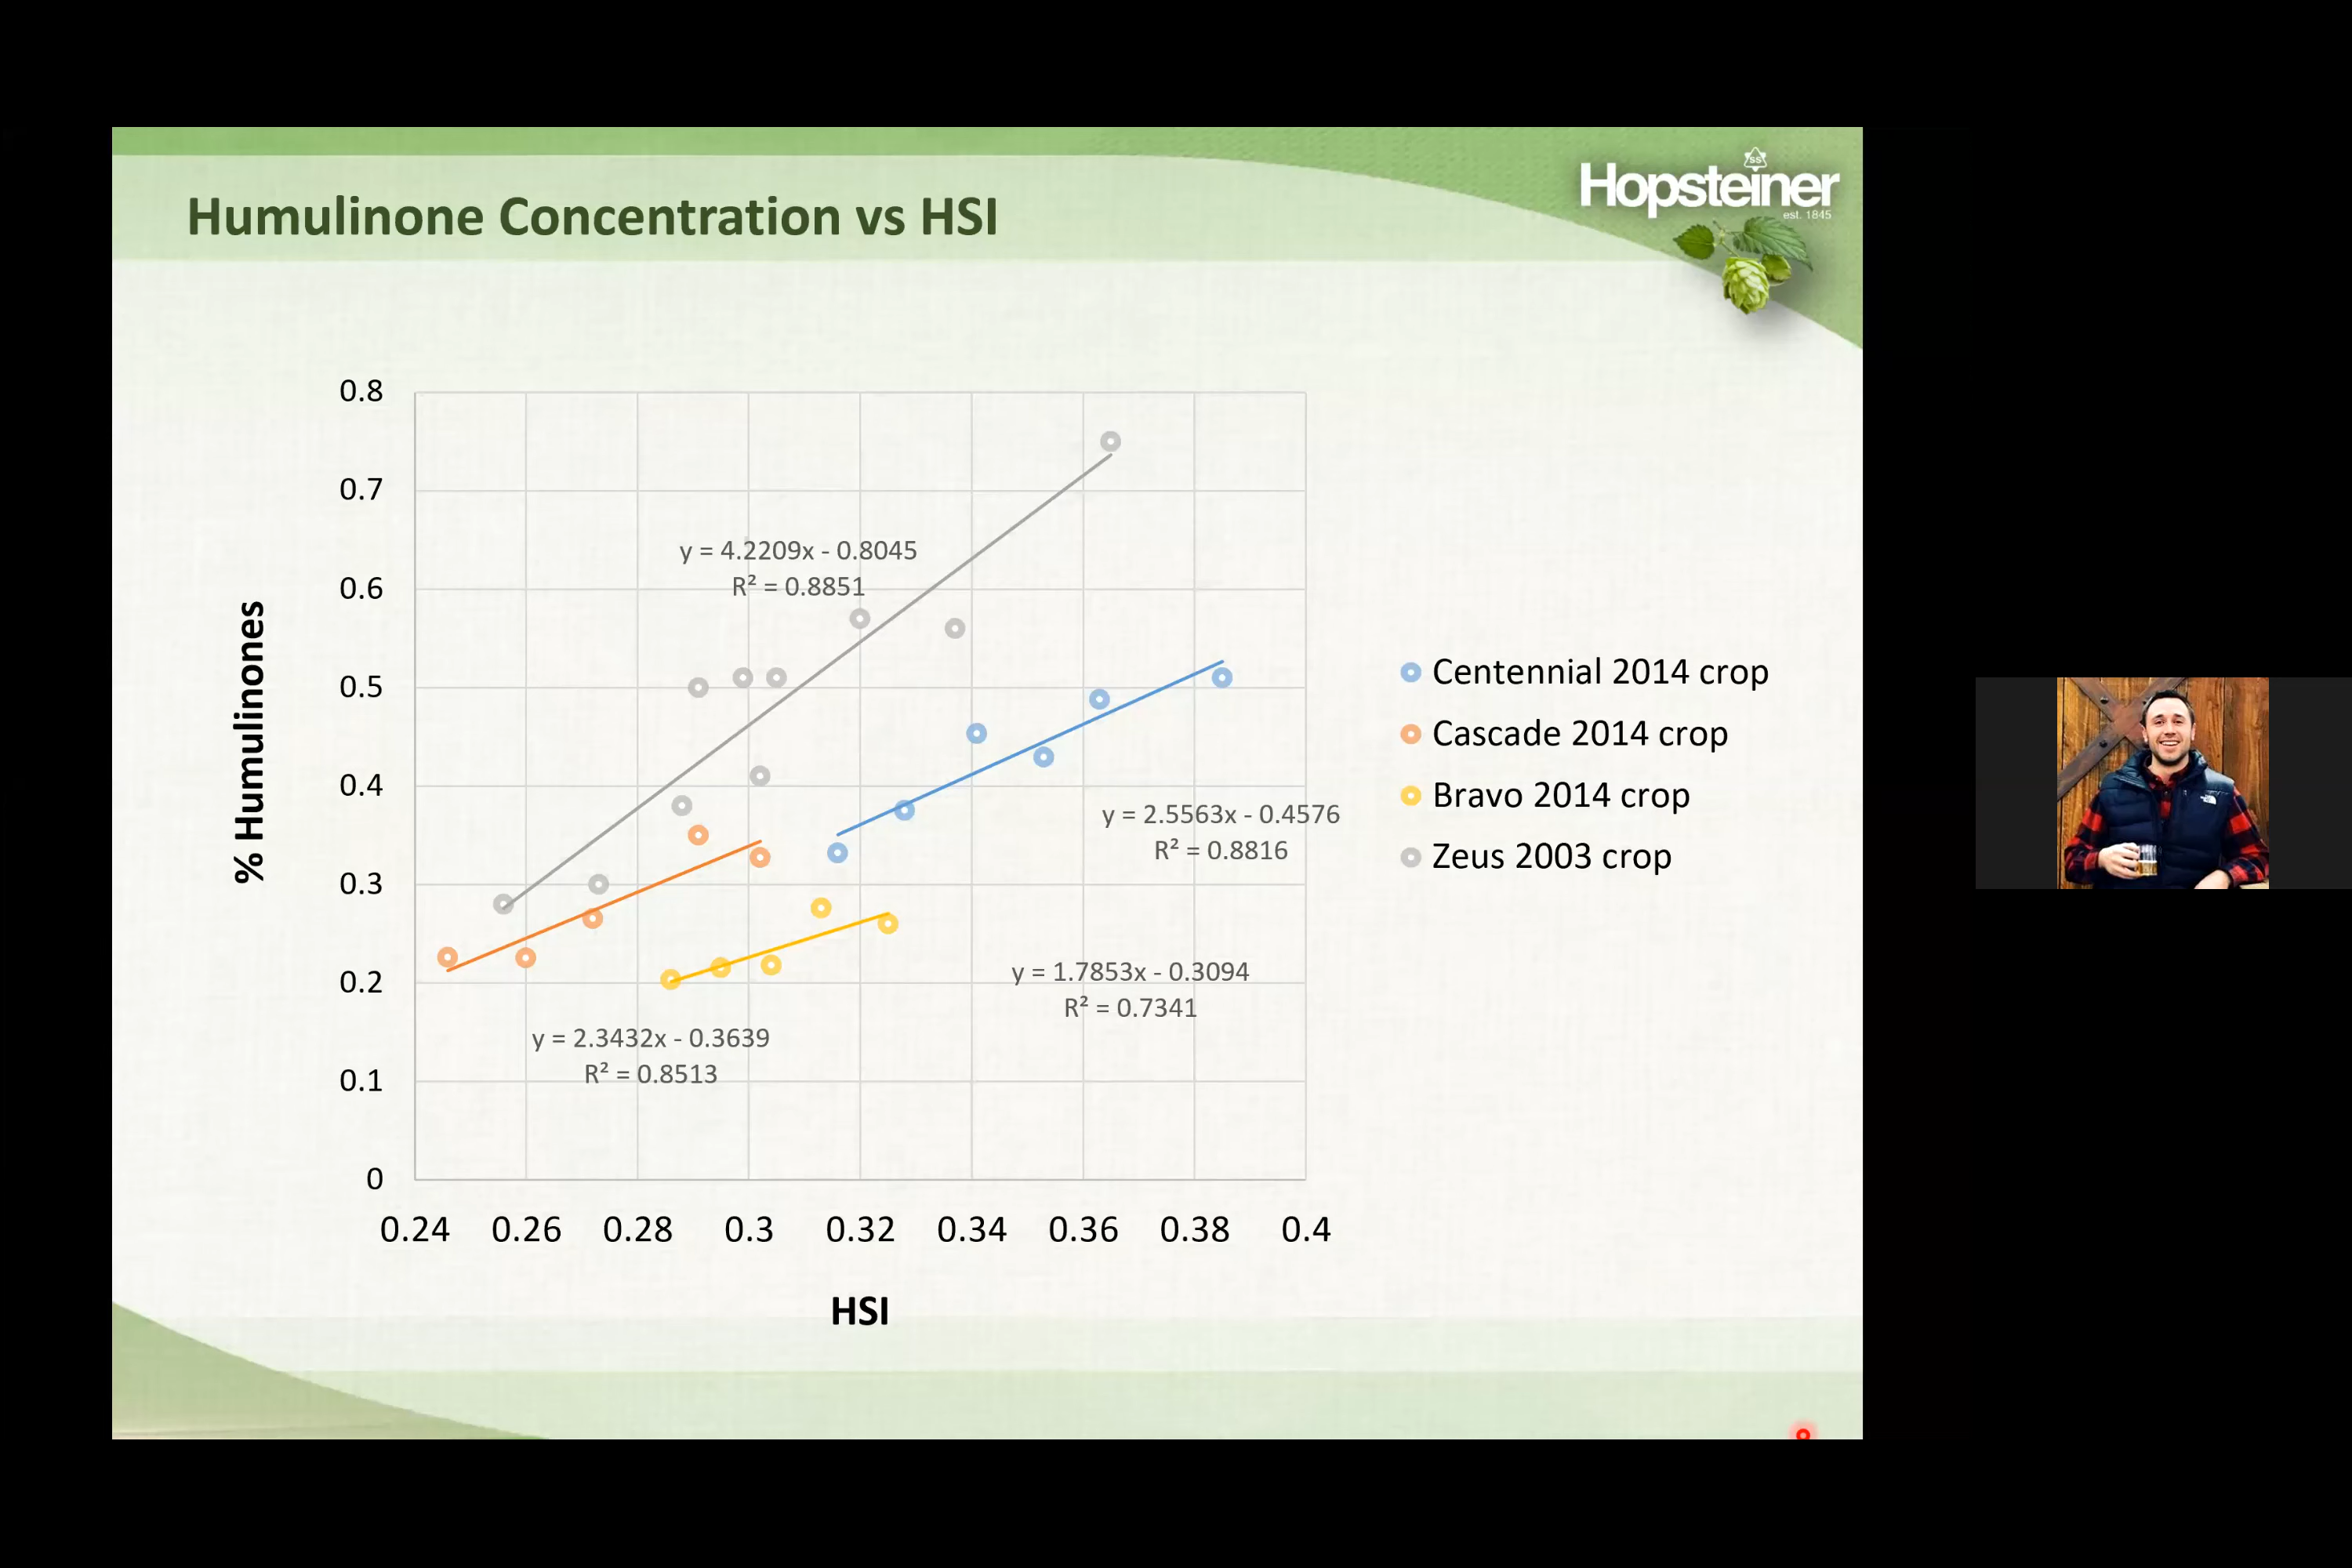 Humulinone Concentration vs HSI
SS
Hopsteiner
est. 1845
% Humulinones
0.8
0.7
0.6
0.5
0.4
0.3
0.2
0.1
0
y = 4.2209x - 0.8045
R² = 0.8851
y = 2.5563x - 0.4576
R² = 0.8816
y = 1.7853x - 0.3094
R² = 0.7341
y = 2.3432x - 0.3639
R² = 0.8513
0.24 0.26 0.28 0.3 0.32 0.34 0.36 0.38 0.4
HSI
Centennial 2014 crop
Cascade 2014 crop
Bravo 2014 crop
Zeus 2003 crop